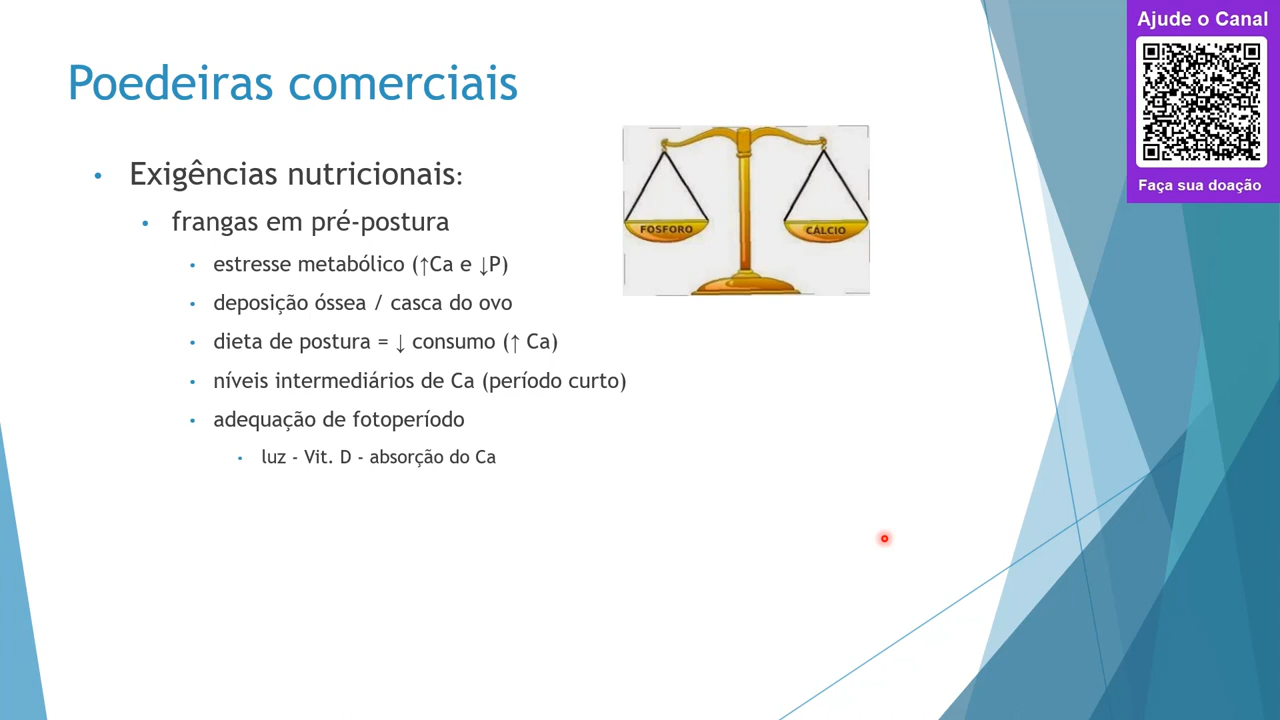 Ajude o Canal
Faça sua doação
Poedeiras comerciais
• Exigências nutricionais:
• frangas em pré-postura
• estresse metabólico (↑Ca e ↓P)
• deposição óssea / casca do ovo
• dieta de postura = ↓ consumo (↑ Ca)
• níveis intermediários de Ca (período curto)
• adequação de fotoperíodo
• luz - Vit. D - absorção do Ca
FOSFORO
CÁLCIO